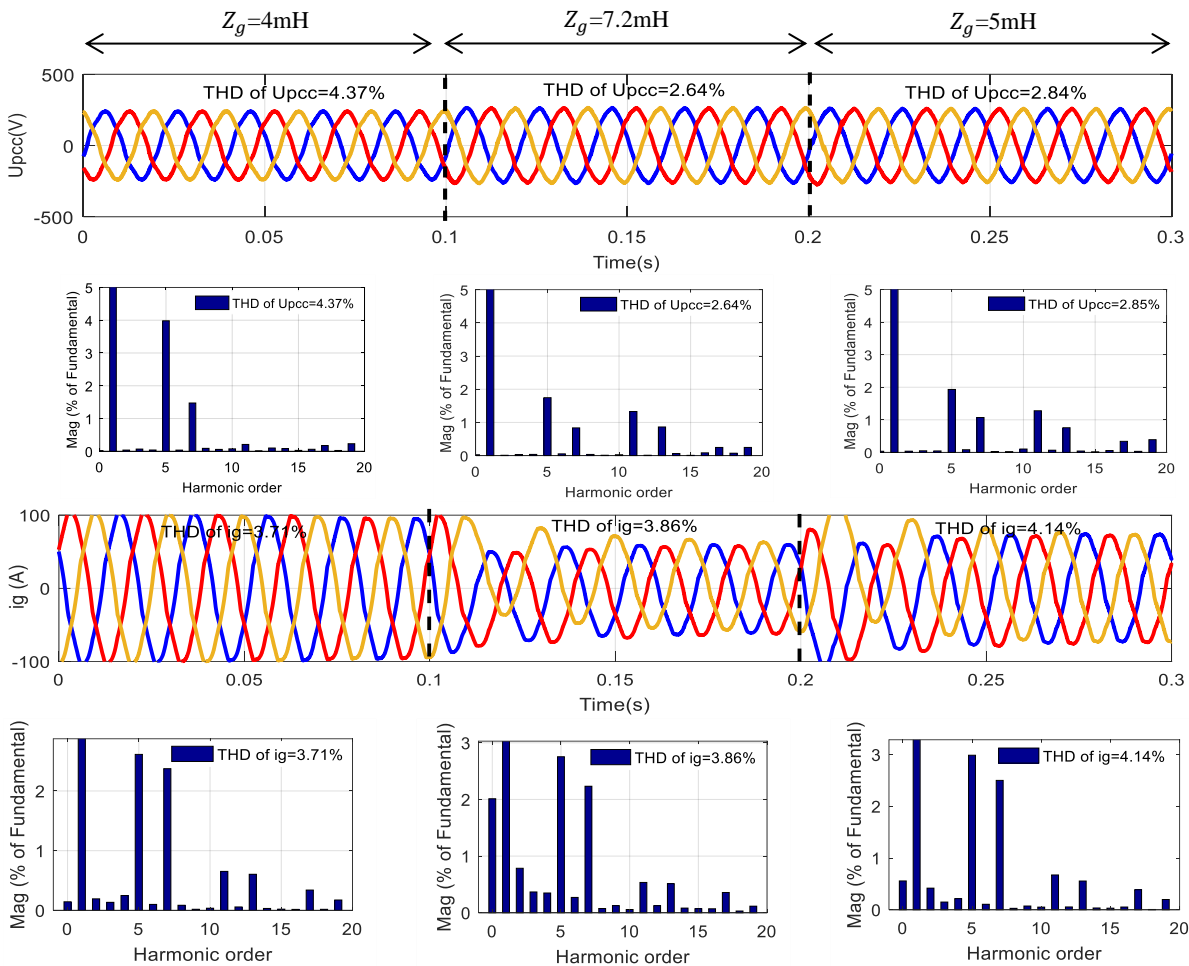 Zg=4mH Zg=7.2mH Zg=5mH
500
0
-500
Upcc(V)
THD of Upcc=4.37% THD of Upcc=2.64% THD of Upcc=2.84%
0 0.05 0.1 0.15 0.2 0.25 0.3
Time(s)
5
4
3
2
1
0
Mag (% of Fundamental)
THD of Upcc=4.37%
0 5 10 15 20
Harmonic order
5
4
3
2
1
0
Mag (% of Fundamental)
THD of Upcc=2.64%
0 5 10 15 20
Harmonic order
5
4
3
2
1
0
Mag (% of Fundamental)
THD of Upcc=2.85%
0 5 10 15 20
Harmonic order
100
0
-100
ig (A)
THD of ig=3.71% THD of ig=3.86% THD of ig=4.14%
0 0.05 0.1 0.15 0.2 0.25 0.3
Time(s)
2
1
0
Mag (% of Fundamental)
THD of ig=3.71%
0 5 10 15 20
Harmonic order
3
2
1
0
Mag (% of Fundamental)
THD of ig=3.86%
0 5 10 15 20
Harmonic order
3
2
1
0
Mag (% of Fundamental)
THD of ig=4.14%
0 5 10 15 20
Harmonic order